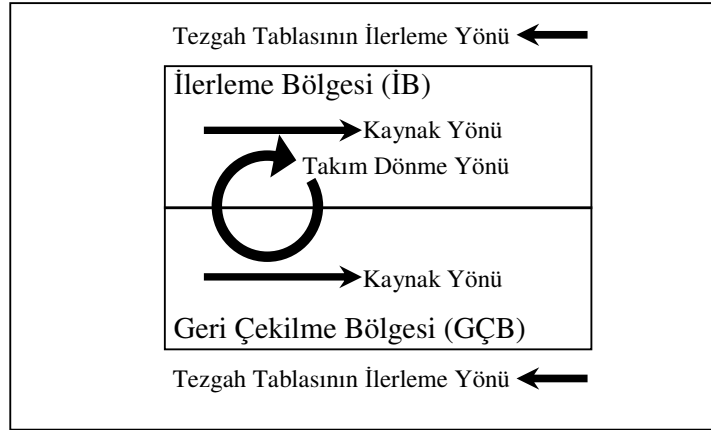 Tezgah Tablasının İlerleme Yönü
İlerleme Bölgesi (İB)
Kaynak Yönü
Takım Dönme Yönü
Kaynak Yönü
Geri Çekilme Bölgesi (GÇB)
Tezgah Tablasının İlerleme Yönü